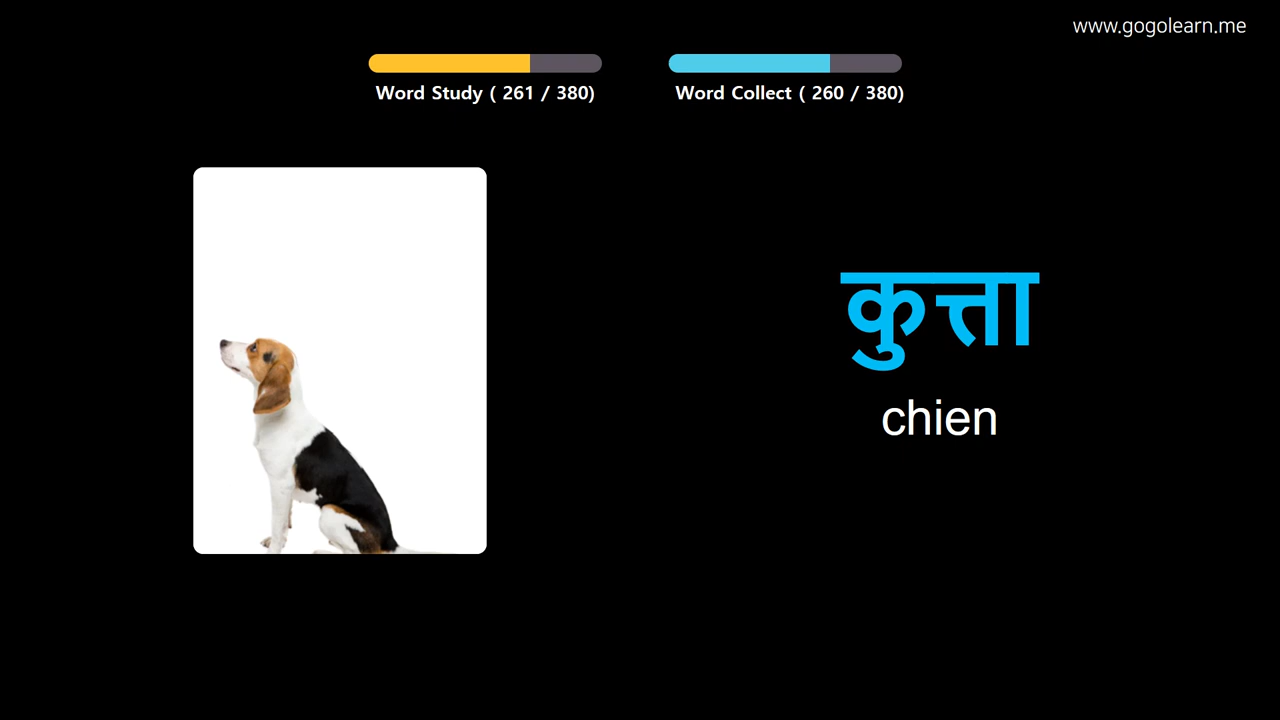 www.gogolearn.me
Word Study ( 261 / 380)
Word Collect ( 260 / 380)
कुत्ता
chien